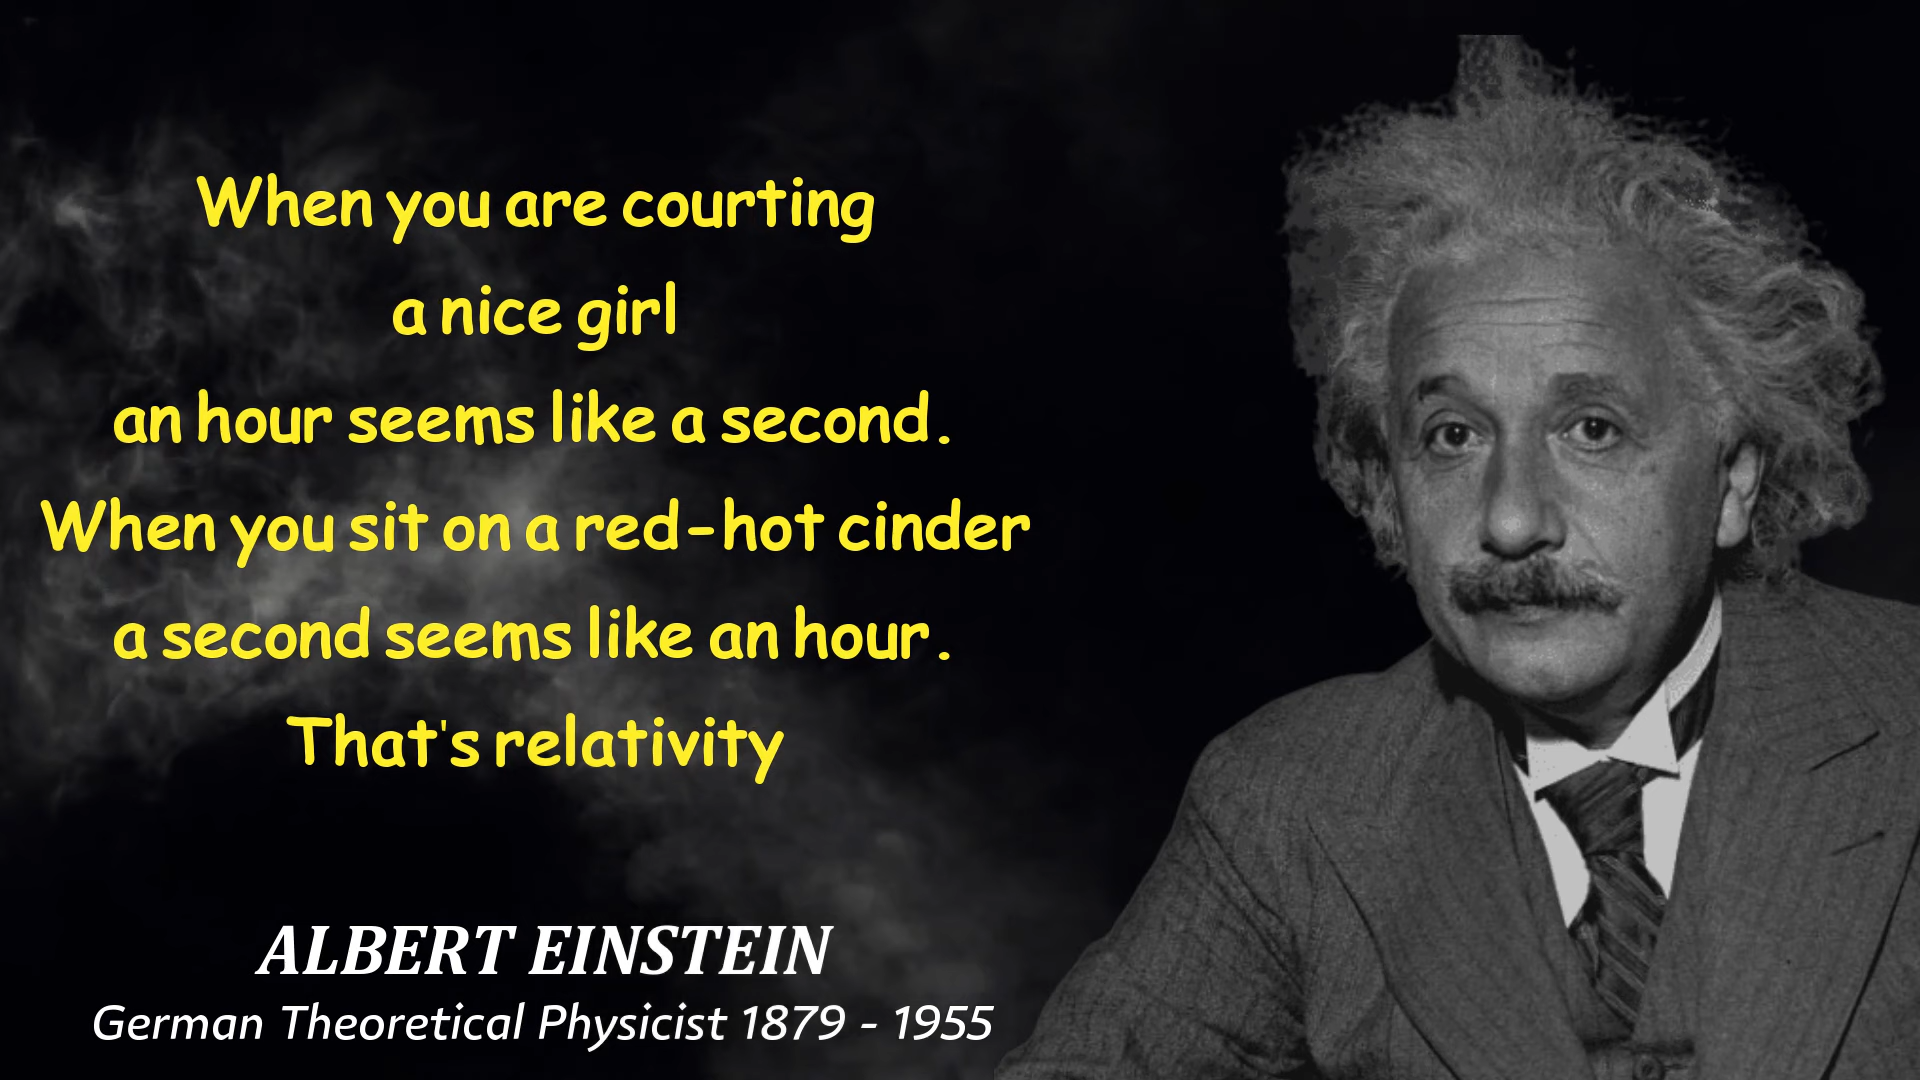 When you are courting
a nice girl
an hour seems like a second.
When you sit on a red-hot cinder
a second seems like an hour.
That's relativity
ALBERT EINSTEIN
German Theoretical Physicist 1879 - 1955